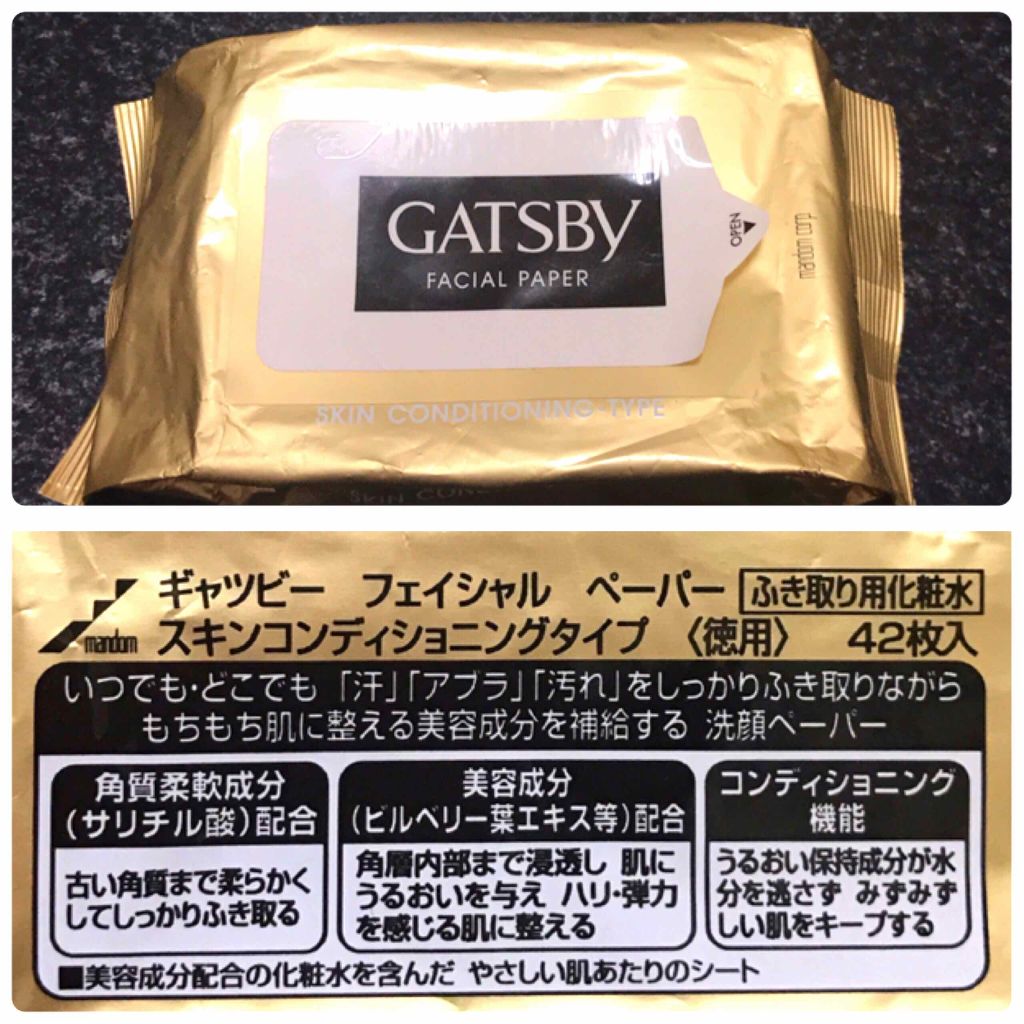 GATSBY
FACIAL PAPER
OPEN
mandom corp.
SKIN CONDITIONING-TYPE
mandom
ギャツビー　フェイシャル　ペーパー ふき取り用化粧水
スキンコンディショニングタイプ 〈徳用〉 42枚入
いつでも・どこでも「汗」「アブラ」「汚れ」をしっかりふき取りながら
もちもち肌に整える美容成分を補給する 洗顔ペーパー
角質柔軟成分
(サリチル酸)配合
古い角質まで柔らかく
してしっかりふき取る
美容成分
(ビルベリー葉エキス等)配合
角層内部まで浸透し 肌に
うるおいを与え ハリ・弾力
を感じる肌に整える
コンディショニング
機能
うるおい保持成分が水
分を逃さず みずみず
しい肌をキープする
■美容成分配合の化粧水を含んだ やさしい肌あたりのシート